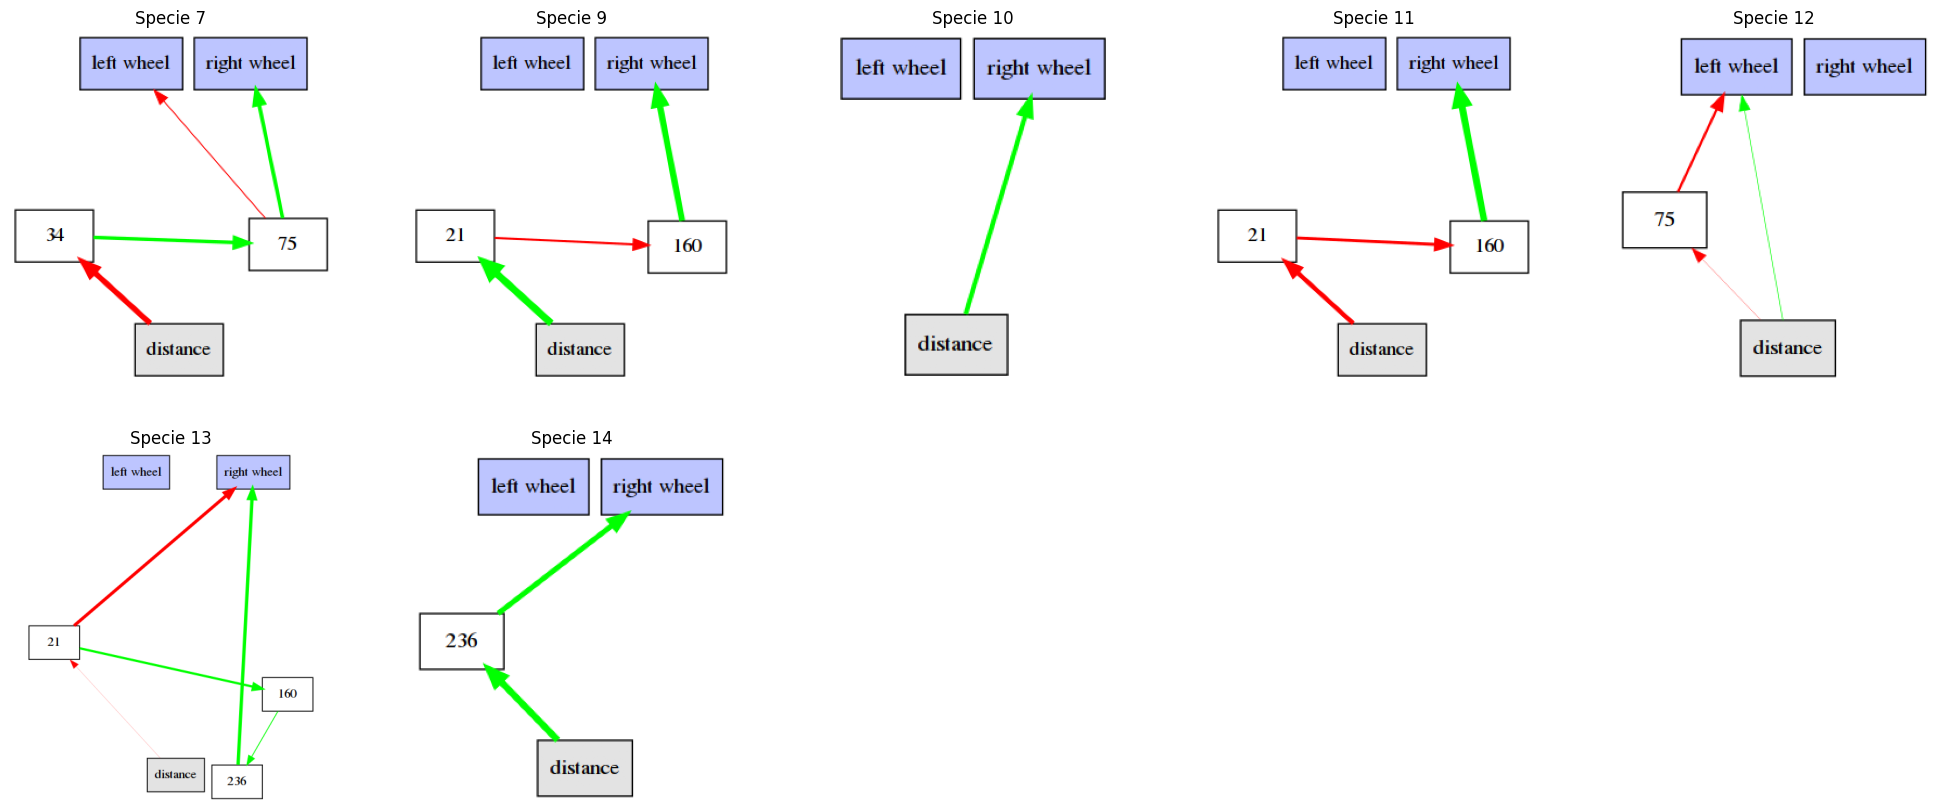 Specie 7
left wheel
right wheel
34
75
distance
Specie 9
left wheel
right wheel
21
160
distance
Specie 10
left wheel
right wheel
distance
Specie 11
left wheel
right wheel
21
160
distance
Specie 12
left wheel
right wheel
75
distance
Specie 13
left wheel
right wheel
21
160
distance
236
Specie 14
left wheel
right wheel
236
distance